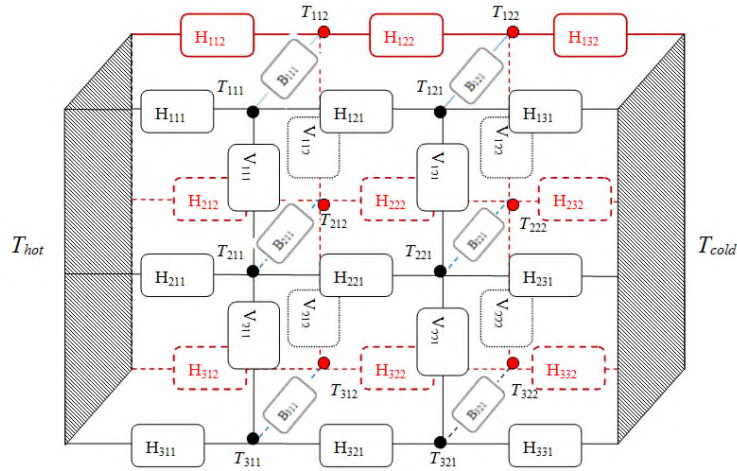 T112 T122
H112 H122 H132
B111 B121
T111 T121
H111 H121 H131
V111 V112 V121 V122
H212 H222 H232
T212 T222
B211 B221
Thot T211 T221 Tcold
H211 H221 H231
V211 V212 V221 V222
H312 H322 H332
T312 T322
B311 B321
H311 H321 H331
T311 T321